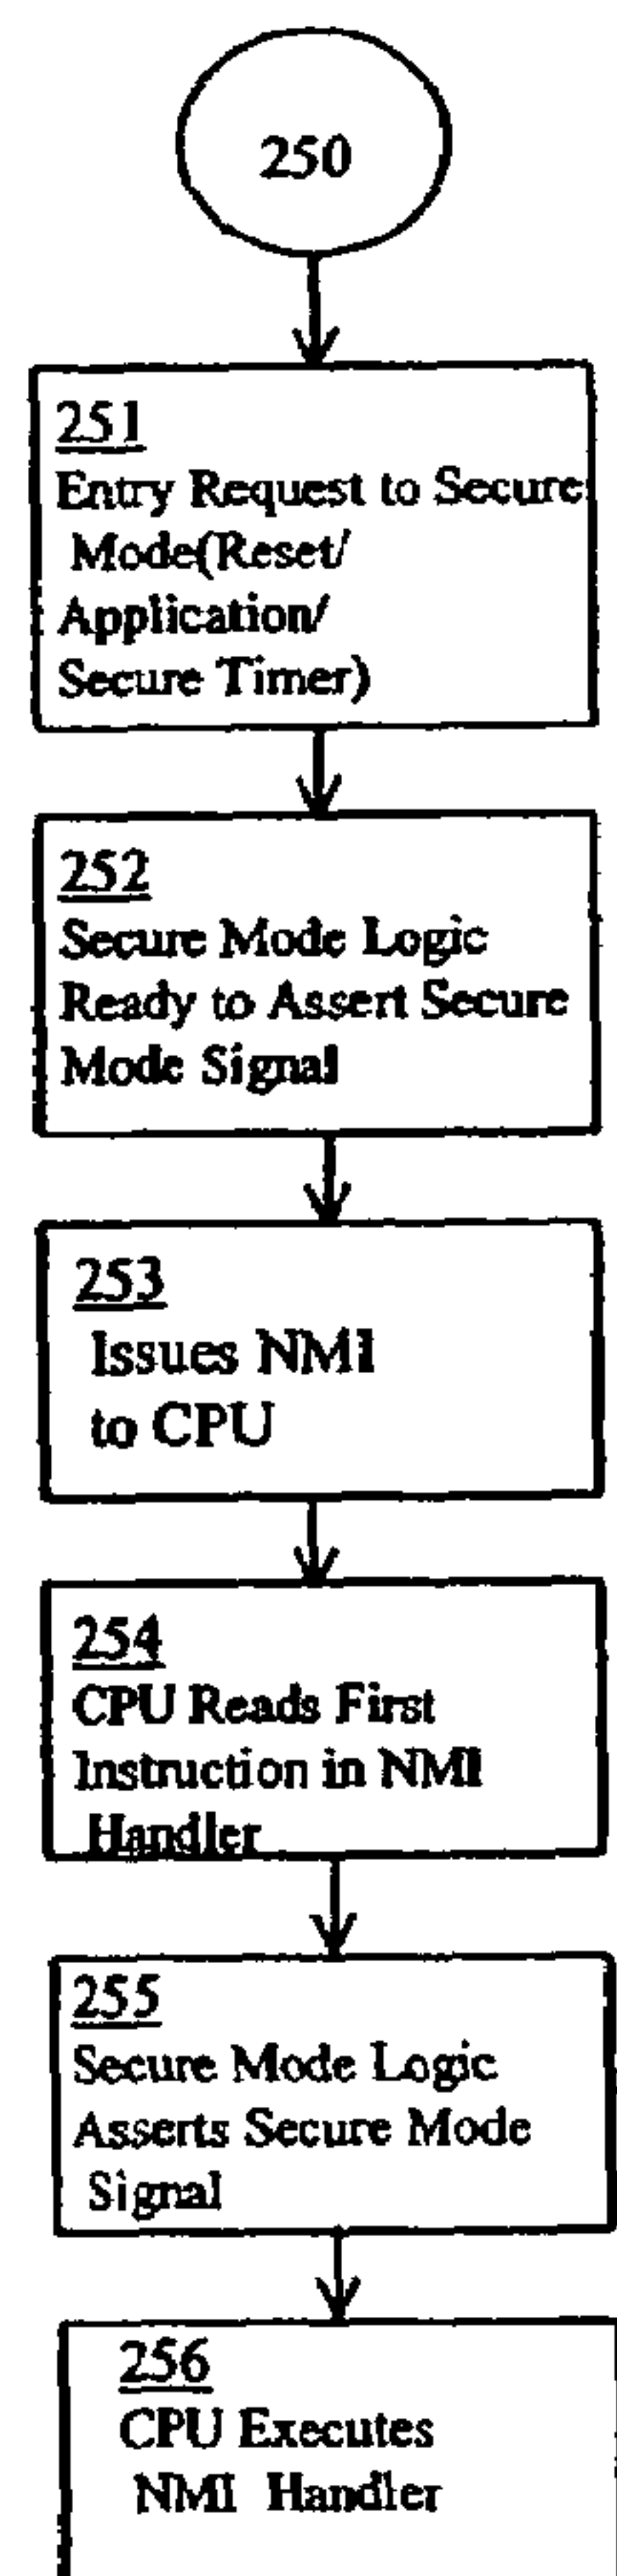 250
251
Entry Request to Secure
Mode(Reset/
Application/
Secure Timer)
252
Secure Mode Logic
Ready to Assert Secure
Mode Signal
253
Issues NMI
to CPU
254
CPU Reads First
Instruction in NMI
Handler
255
Secure Mode Logic
Asserts Secure Mode
Signal
256
CPU Executes
NMI Handler